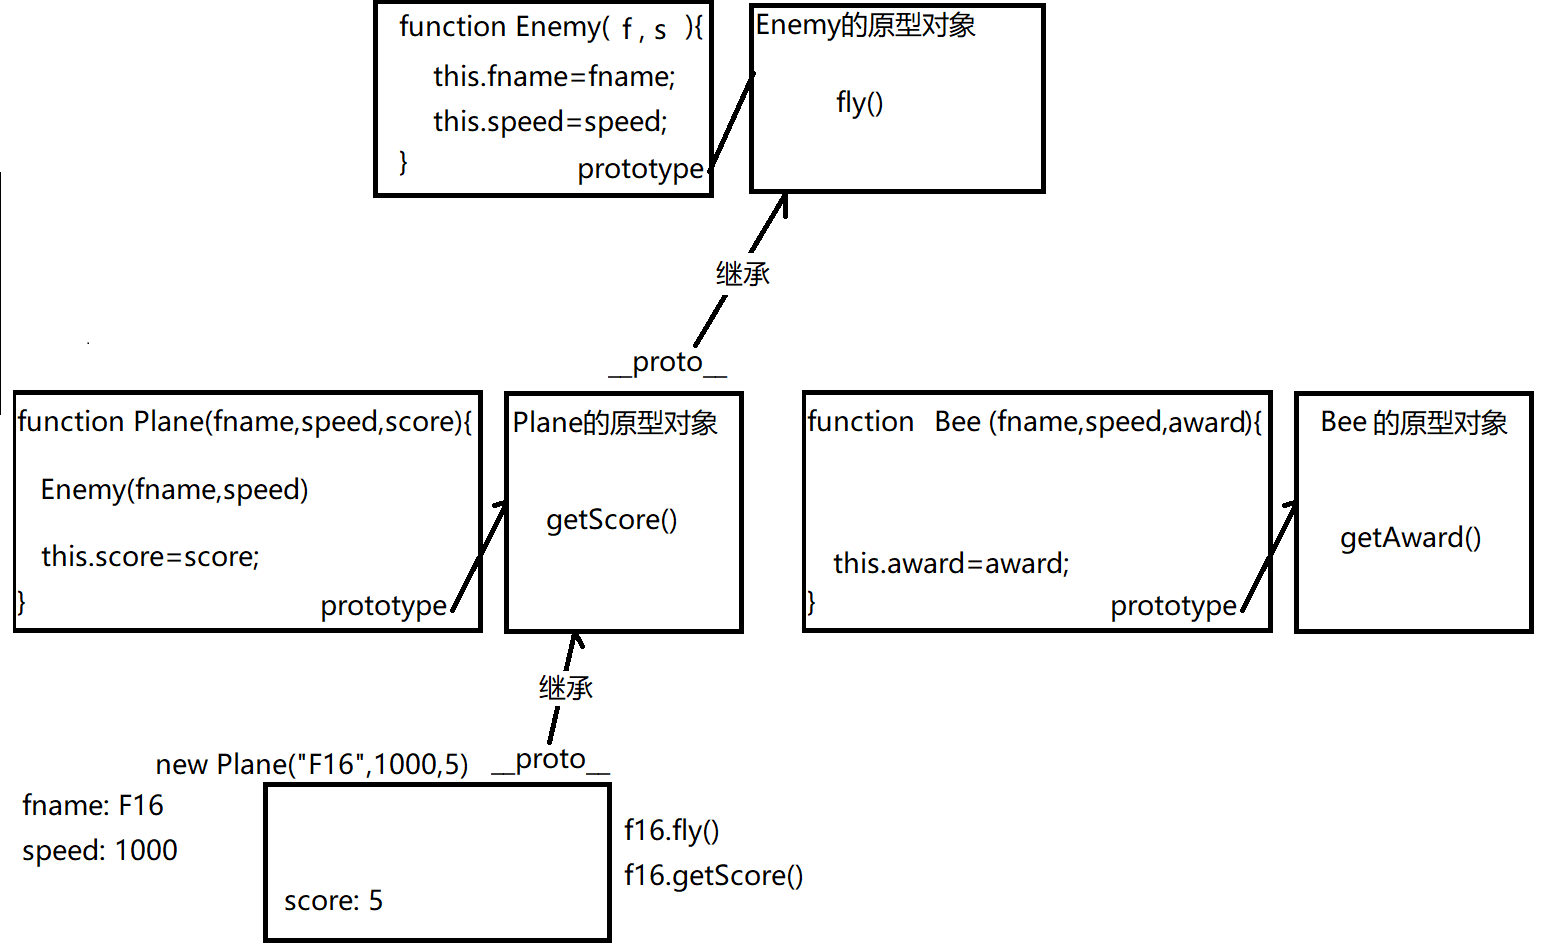 function Enemy( f , s ){
this.fname=fname;
this.speed=speed;
}
prototype
Enemy的原型对象
fly()
继承
__proto__
function Plane(fname,speed,score){
Enemy(fname,speed)
this.score=score;
}
prototype
Plane的原型对象
getScore()
function Bee (fname,speed,award){
this.award=award;
}
prototype
Bee 的原型对象
getAward()
继承
new Plane("F16",1000,5)
__proto__
fname: F16
speed: 1000
score: 5
f16.fly()
f16.getScore()